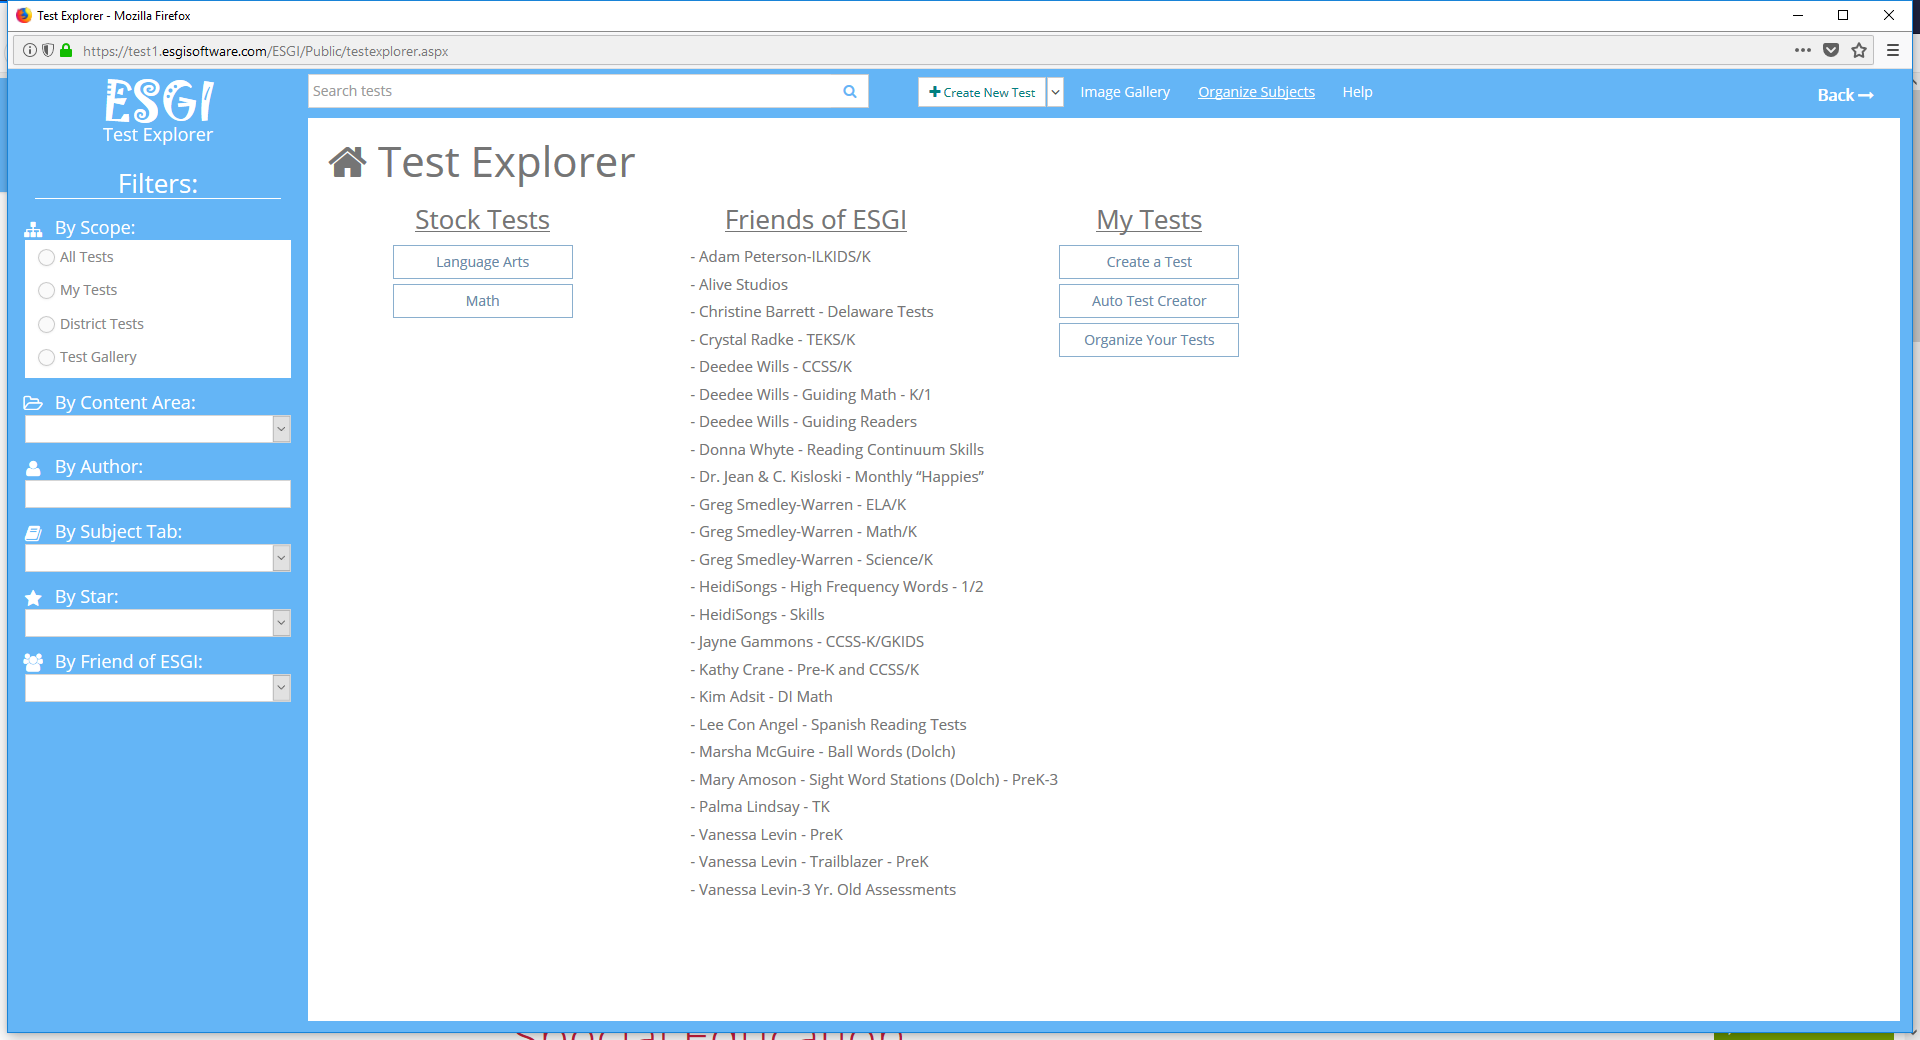 Test Explorer - Mozilla Firefox
https://test1.esgisoftware.com/ESGI/Public/testexplorer.aspx
ESGI
Test Explorer
Search tests
Create New Test
Image Gallery
Organize Subjects
Help
Back
Filters:
By Scope:
All Tests
My Tests
District Tests
Test Gallery
By Content Area:
By Author:
By Subject Tab:
By Star:
By Friend of ESGI:
Test Explorer
Stock Tests
Language Arts
Math
Friends of ESGI
- Adam Peterson-ILKIDS/K
- Alive Studios
- Christine Barrett - Delaware Tests
- Crystal Radke - TEKS/K
- Deedee Wills - CCSS/K
- Deedee Wills - Guiding Math - K/1
- Deedee Wills - Guiding Readers
- Donna Whyte - Reading Continuum Skills
- Dr. Jean & C. Kisloski - Monthly “Happies”
- Greg Smedley-Warren - ELA/K
- Greg Smedley-Warren - Math/K
- Greg Smedley-Warren - Science/K
- HeidiSongs - High Frequency Words - 1/2
- HeidiSongs - Skills
- Jayne Gammons - CCSS-K/GKIDS
- Kathy Crane - Pre-K and CCSS/K
- Kim Adsit - DI Math
- Lee Con Angel - Spanish Reading Tests
- Marsha McGuire - Ball Words (Dolch)
- Mary Amoson - Sight Word Stations (Dolch) - PreK-3
- Palma Lindsay - TK
- Vanessa Levin - PreK
- Vanessa Levin - Trailblazer - PreK
- Vanessa Levin-3 Yr. Old Assessments
My Tests
Create a Test
Auto Test Creator
Organize Your Tests
Special Education